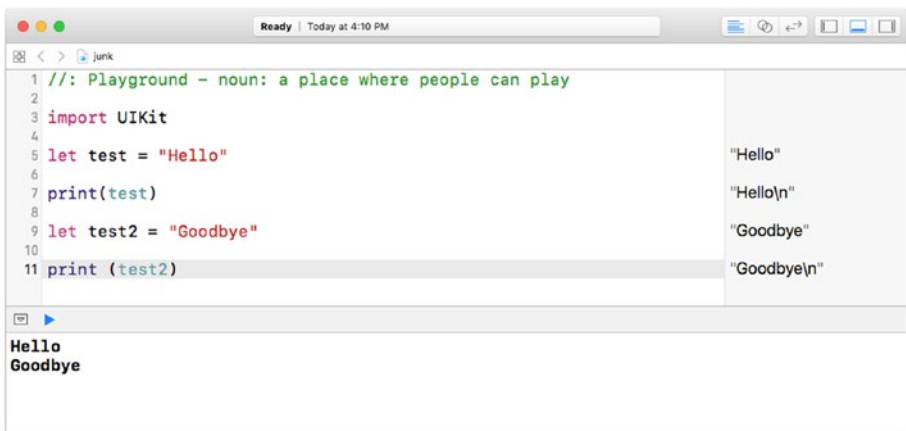 Ready | Today at 4:10 PM
junk
1 //: Playground – noun: a place where people can play
2
3 import UIKit
4
5 let test = "Hello" "Hello"
6
7 print(test) "Hello\n"
8
9 let test2 = "Goodbye" "Goodbye"
10
11 print (test2) "Goodbye\n"
Hello
Goodbye